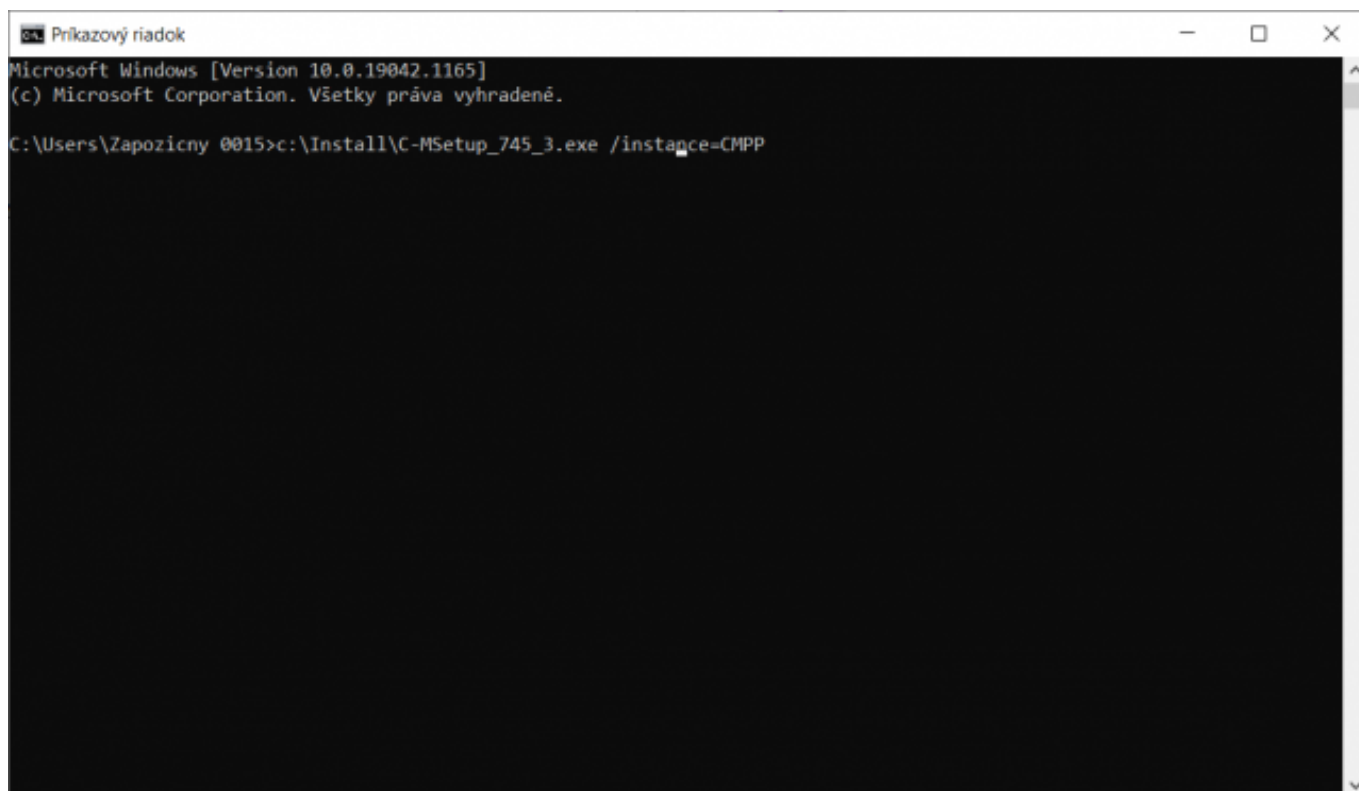 Príkazový riadok
Microsoft Windows [Version 10.0.19042.1165]
(c) Microsoft Corporation. Všetky práva vyhradené.
C:\Users\Zapozicny 0015>c:\Install\C-MSetup_745_3.exe /instance=CMPP